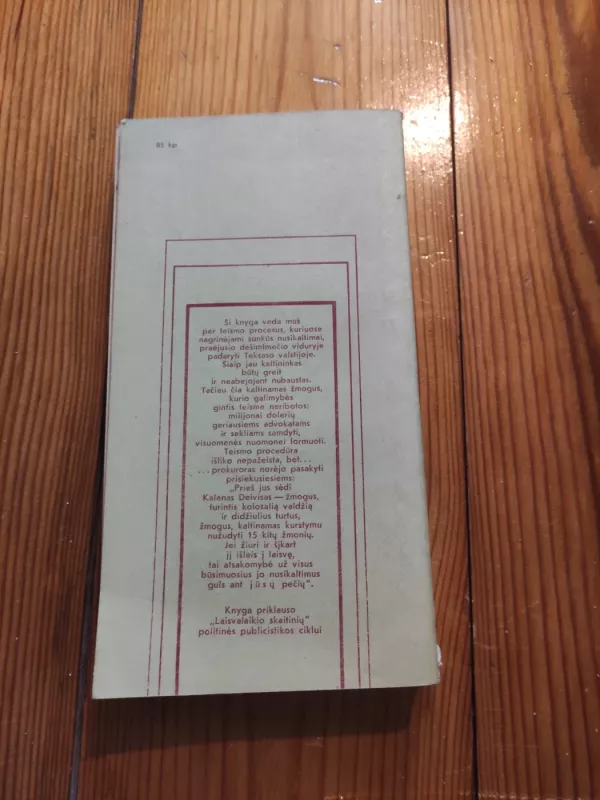 85 kp
Ši knyga veda mus
per teismo procesus, kuriuose
nagrinėjami sunkūs nusikaltimai,
praėjusio dešimtmečio viduryje
padaryti Teksaso valstijoje.
Šiaip jau kaltininkas
būtų greit
ir neabejojant nubaustas.
Tačiau čia kaltinamas žmogus,
kurio galimybės
gintis teisme neribotos:
milijonai dolerių
geriausiems advokatams
ir sekliams samdyti,
visuomenės nuomonei formuoti.
Teismo procedūra
išliko nepažeista, bet...
...prokuroras norėjo pasakyti
prisiekusiesiems:
„Prieš jus sėdi
Kalenas Deivisas — žmogus,
turintis kolosalią valdžią
ir didžiulius turtus,
žmogus, kaltinamas kurstymu
nužudyti 15 kitų žmonių.
Jei žiuri ir šįkart
jį išleis į laisvę,
tai atsakomybė už visus
būsimuosius jo nusikaltimus
guls ant jūsų pečių".
Knyga priklauso
„Laisvalaikio skaitinių"
politinės publicistikos ciklui